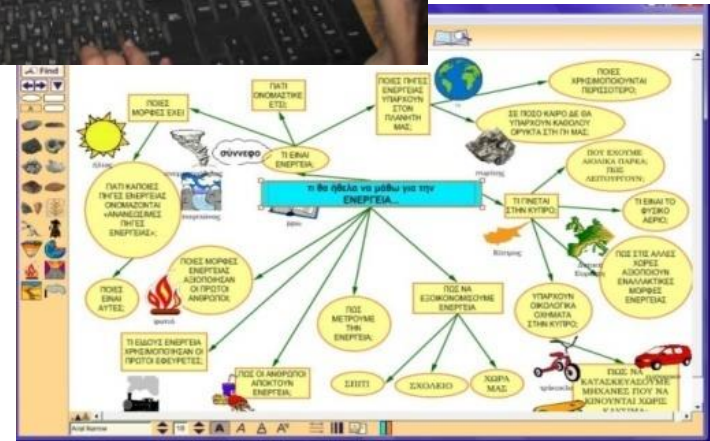 Find
ΠΟΙΕΣ
ΜΟΡΦΕΣ ΕΧΕΙ
ΓΙΑΤΙ
ΟΝΟΜΑΣΤΙΚΕ
ΕΤΣΙ;
ΠΟΙΕΣ ΠΗΓΕΣ
ΕΝΕΡΓΕΙΑΣ
ΥΠΑΡΧΟΥΝ
ΣΤΟΝ
ΠΛΑΝΗΤΗ
ΜΑΣ;
ΠΟΙΕΣ
ΧΡΗΣΙΜΟΠΟΙΟΥΝΤΑΙ
ΠΕΡΙΣΣΟΤΕΡΟ;
ΣΕ ΠΟΣΟ ΚΑΙΡΟ ΔΕ ΘΑ
ΥΠΑΡΧΟΥΝ ΚΑΘΟΛΟΥ
ΟΡΥΚΤΑ ΣΤΗ ΓΗ ΜΑΣ;
σύννεφο
ΤΙ ΕΙΝΑΙ
ΕΝΕΡΓΕΙΑ;
τι θα ήθελα να μάθω για την
ΕΝΕΡΓΕΙΑ...
ΓΙΑΤΙ ΚΑΠΟΙΕΣ
ΠΗΓΕΣ ΕΝΕΡΓΕΙΑΣ
ΟΝΟΜΑΖΟΝΤΑΙ
«ΑΝΑΝΕΩΣΙΜΕΣ
ΠΗΓΕΣ
ΕΝΕΡΓΕΙΑΣ»;
ΠΟΥ ΕΧΟΥΜΕ
ΑΙΟΛΙΚΑ ΠΑΡΚΑ;
ΠΩΣ
ΛΕΙΤΟΥΡΓΟΥΝ;
ΤΙ ΓΙΝΕΤΑΙ
ΣΤΗΝ ΚΥΠΡΟ;
ΤΙ ΕΙΝΑΙ ΤΟ
ΦΥΣΙΚΟ
ΑΕΡΙΟ;
Κύπρος
ΠΩΣ ΣΤΙΣ ΑΛΛΕΣ
ΧΩΡΕΣ
ΑΞΙΟΠΟΙΟΥΝ
ΕΝΑΛΛΑΚΤΙΚΕΣ
ΜΟΡΦΕΣ
ΕΝΕΡΓΕΙΑΣ
ΠΟΙΕΣ
ΕΙΝΑΙ
ΑΥΤΕΣ;
ΠΟΙΕΣ ΜΟΡΦΕΣ
ΕΝΕΡΓΕΙΑΣ
ΑΞΙΟΠΟΙΗΣΑΝ
ΟΙ ΠΡΩΤΟΙ
ΑΝΘΡΩΠΟΙ;
φωτιά
ΠΩΣ
ΜΕΤΡΟΥΜΕ
ΤΗΝ
ΕΝΕΡΓΕΙΑ;
ΠΩΣ ΝΑ
ΕΞΟΙΚΟΝΟΜΙΣΟΥΜΕ
ΕΝΕΡΓΕΙΑ
ΥΠΑΡΧΟΥΝ
ΟΙΚΟΛΟΓΙΚΑ
ΟΧΗΜΑΤΑ
ΣΤΗΝ ΚΥΠΡΟ;
ΤΙ ΕΙΔΟΥΣ ΕΝΕΡΓΕΙΑ
ΧΡΗΣΙΜΟΠΟΙΗΣΑΝ ΟΙ
ΠΡΩΤΟΙ ΕΦΕΥΡΕΤΕΣ;
ΠΩΣ ΟΙ ΑΝΘΡΩΠΟΙ
ΑΠΟΚΤΟΥΝ
ΕΝΕΡΓΕΙΑ;
ΣΠΙΤΙ
ΣΧΟΛΕΙΟ
ΧΩΡΑ
ΜΑΣ
ΠΩΣ ΝΑ
ΚΑΤΑΣΚΕΥΑΣΟΥΜΕ
ΜΗΧΑΝΕΣ ΠΟΥ ΝΑ
ΚΙΝΟΥΝΤΑΙ ΧΩΡΙΣ
ΚΑΥΣΙΜΑ;
Arial Narrow
18